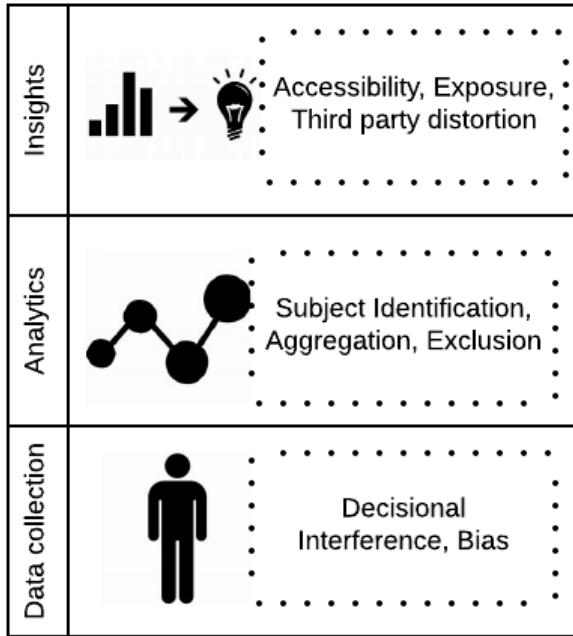 Insights
Accessibility, Exposure,
Third party distortion
Analytics
Subject Identification,
Aggregation, Exclusion
Data collection
Decisional
Interference, Bias